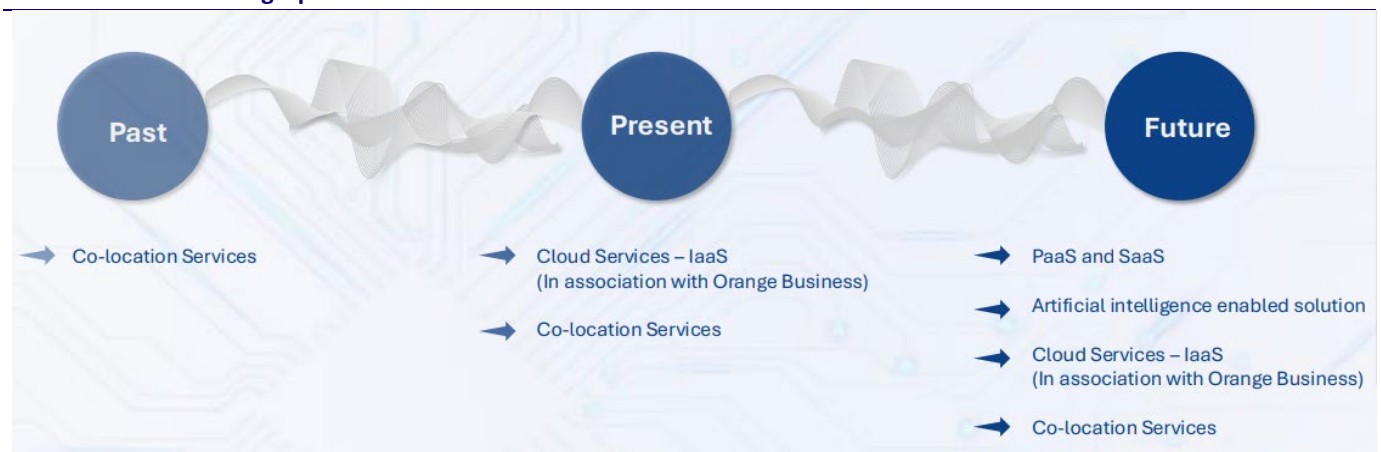 Past
Present
Future
Co-location Services
Cloud Services – IaaS
(In association with Orange Business)
Co-location Services
PaaS and SaaS
Artificial intelligence enabled solution
Cloud Services – IaaS
(In association with Orange Business)
Co-location Services